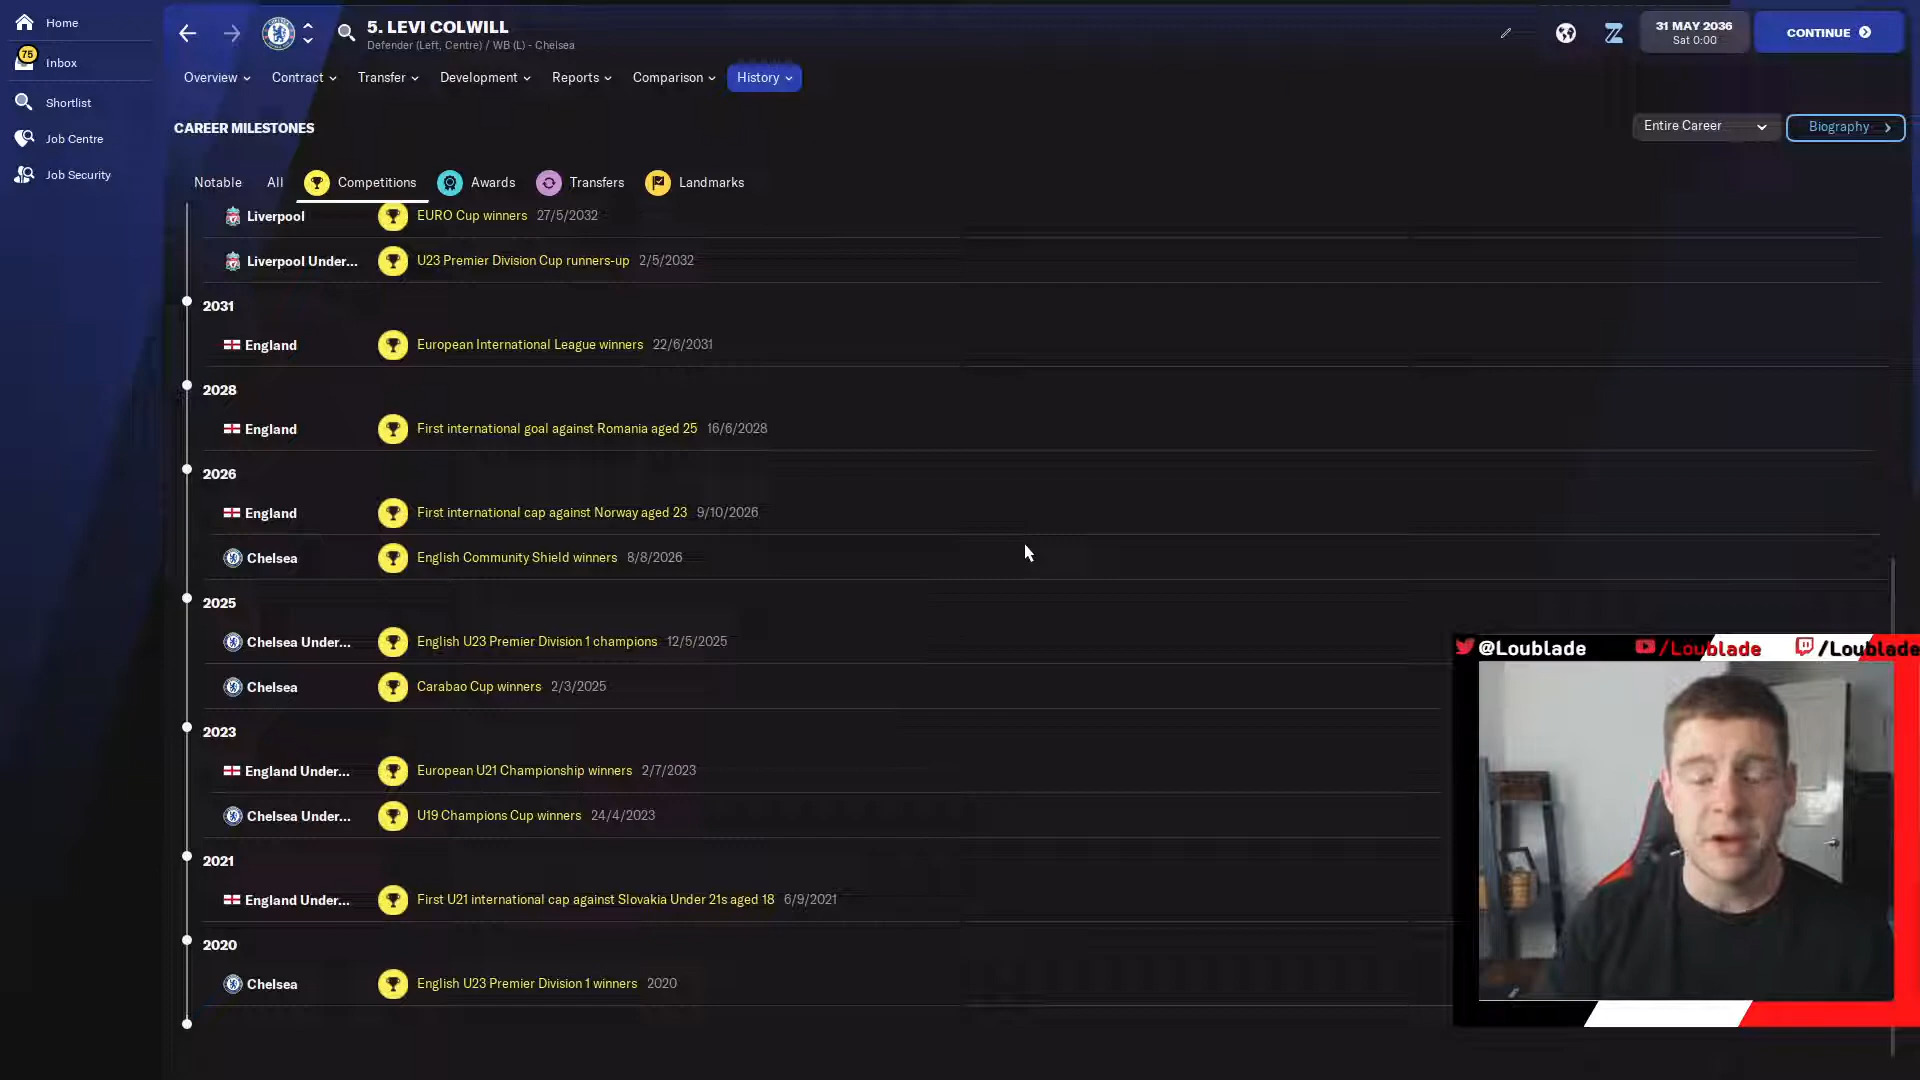 Home
5. LEVI COLWILL
Defender (Left, Centre) / WB (L) - Chelsea
31 MAY 2036
Sat 0:00
CONTINUE
75
Inbox
Overview
Contract
Transfer
Development
Reports
Comparison
History
Shortlist
Job Centre
Job Security
CAREER MILESTONES
Entire Career
Biography
Notable
All
Competitions
Awards
Transfers
Landmarks
Liverpool EURO Cup winners 27/5/2032
Liverpool Under... U23 Premier Division Cup runners-up 2/5/2032
2031
England European International League winners 22/6/2031
2028
England First international goal against Romania aged 25 16/6/2028
2026
England First international cap against Norway aged 23 9/10/2026
Chelsea English Community Shield winners 8/8/2026
2025
Chelsea Under... English U23 Premier Division 1 champions 12/5/2025
Chelsea Carabao Cup winners 2/3/2025
2023
England Under... European U21 Championship winners 2/7/2023
Chelsea Under... U19 Champions Cup winners 24/4/2023
2021
England Under... First U21 international cap against Slovakia Under 21s aged 18 6/9/2021
2020
Chelsea English U23 Premier Division 1 winners 2020
@Loublade /Loublade /Loublade